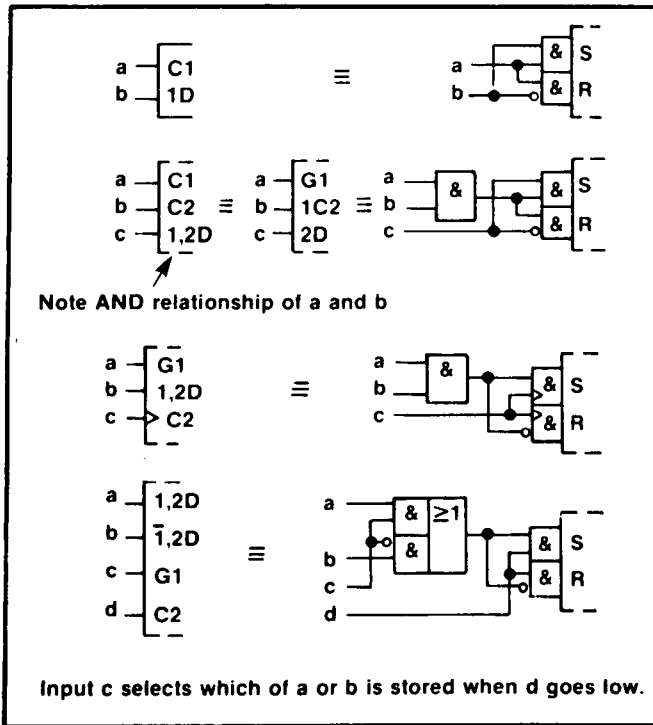 a C1
b 1D
≡
a
b
& S
& R
a C1
b C2
c 1,2D
≡
a G1
b 1C2
c 2D
≡
a
b
c
&
& S
& R
Note AND relationship of a and b
a G1
b 1,2D
c C2
≡
a
b
c
&
& S
& R
a 1,2D
b 1̅,2D
c G1
d C2
≡
a
b
c
d
& ≥1
&
& S
& R
Input c selects which of a or b is stored when d goes low.